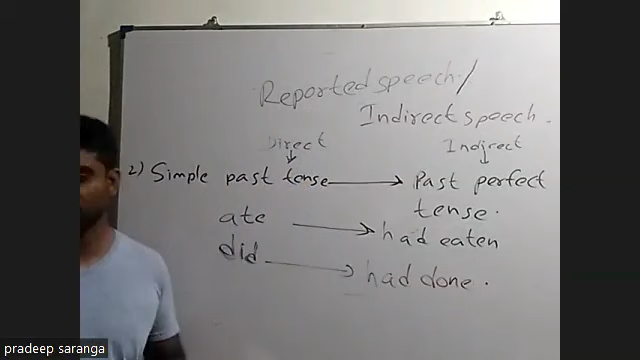 Reported speech /
Indirect speech.
Direct
Indirect
2) Simple past tense → Past perfect
tense.
ate → had eaten
did → had done.
pradeep saranga